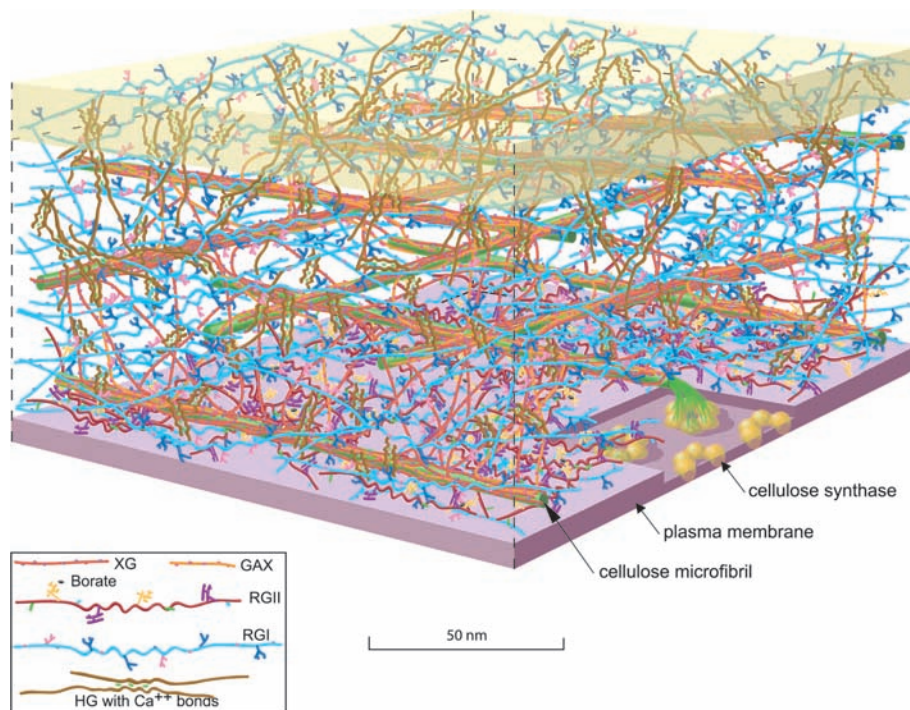 cellulose synthase
plasma membrane
cellulose microfibril
50 nm
XG
GAX
- Borate
RGII
RGI
HG with Ca++ bonds